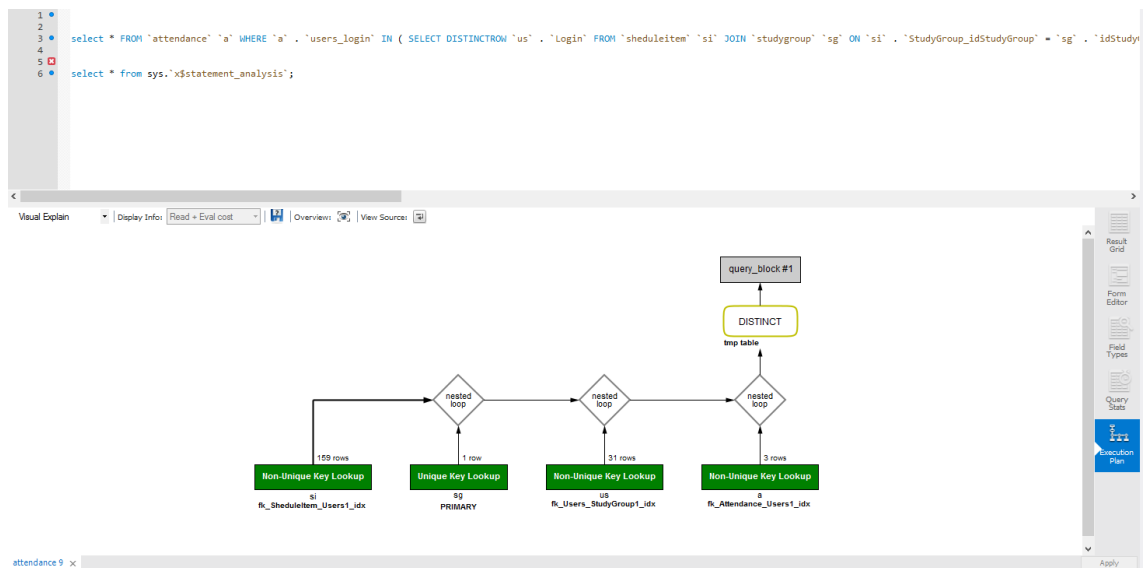 1
2
3 select * FROM `attendance` `a` WHERE `a` . `users_login` IN ( SELECT DISTINCTROW `us` . `Login` FROM `sheduleitem` `si` JOIN `studygroup` `sg` ON `si` . `StudyGroup_idStudyGroup` = `sg` . `idStudy
4
5
6 select * from sys.`x$statement_analysis`;
Visual Explain Display Info: Read + Eval cost Overview: View Source:
Result
Grid
Form
Editor
Field
Types
Query
Stats
Execution
Plan
query_block #1
DISTINCT
tmp table
nested
loop
nested
loop
nested
loop
159 rows
1 row
31 rows
3 rows
Non-Unique Key Lookup
Unique Key Lookup
Non-Unique Key Lookup
Non-Unique Key Lookup
si
sg
us
a
fk_SheduleItem_Users1_idx
PRIMARY
fk_Users_StudyGroup1_idx
fk_Attendance_Users1_idx
attendance 9 x
Apply